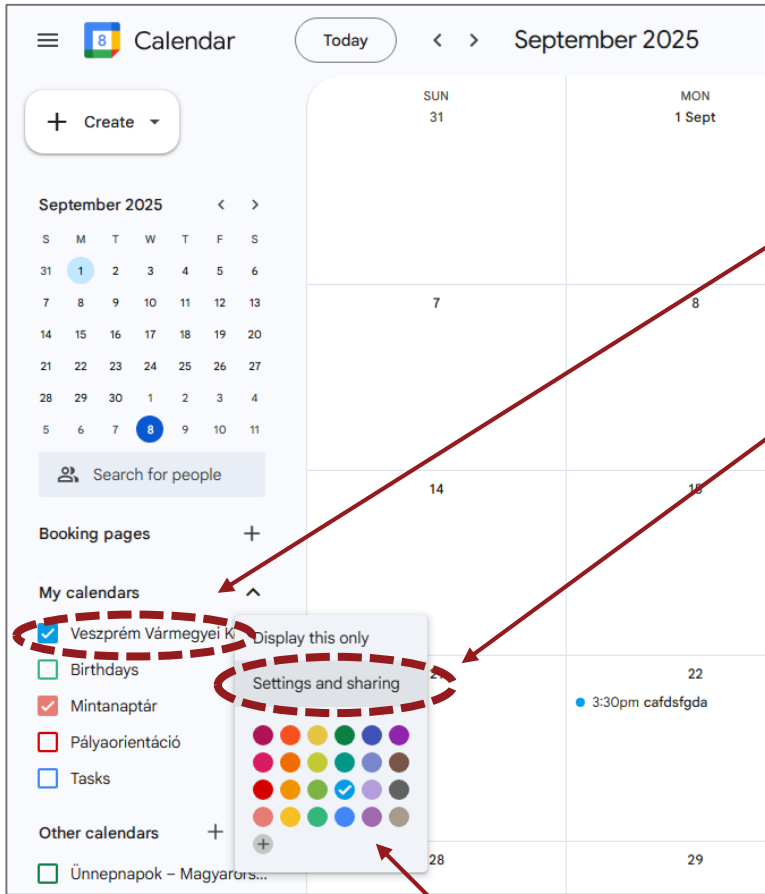 8 Calendar Today September 2025
SUN MON
31 1 Sept
Create
September 2025
S M T W T F S
31 1 2 3 4 5 6
7 8 9 10 11 12 13
7 8
14 15 16 17 18 19 20
21 22 23 24 25 26 27
28 29 30 1 2 3 4
5 6 7 8 9 10 11
Search for people
14 15
Booking pages
My calendars
Veszprém Vármegyei K
Display this only
Birthdays
Settings and sharing
21 22
Mintanaptár
3:30pm cafdsfgda
Pályaorientáció
Tasks
Other calendars
28 29
Ünnepnapok – Magyarors...